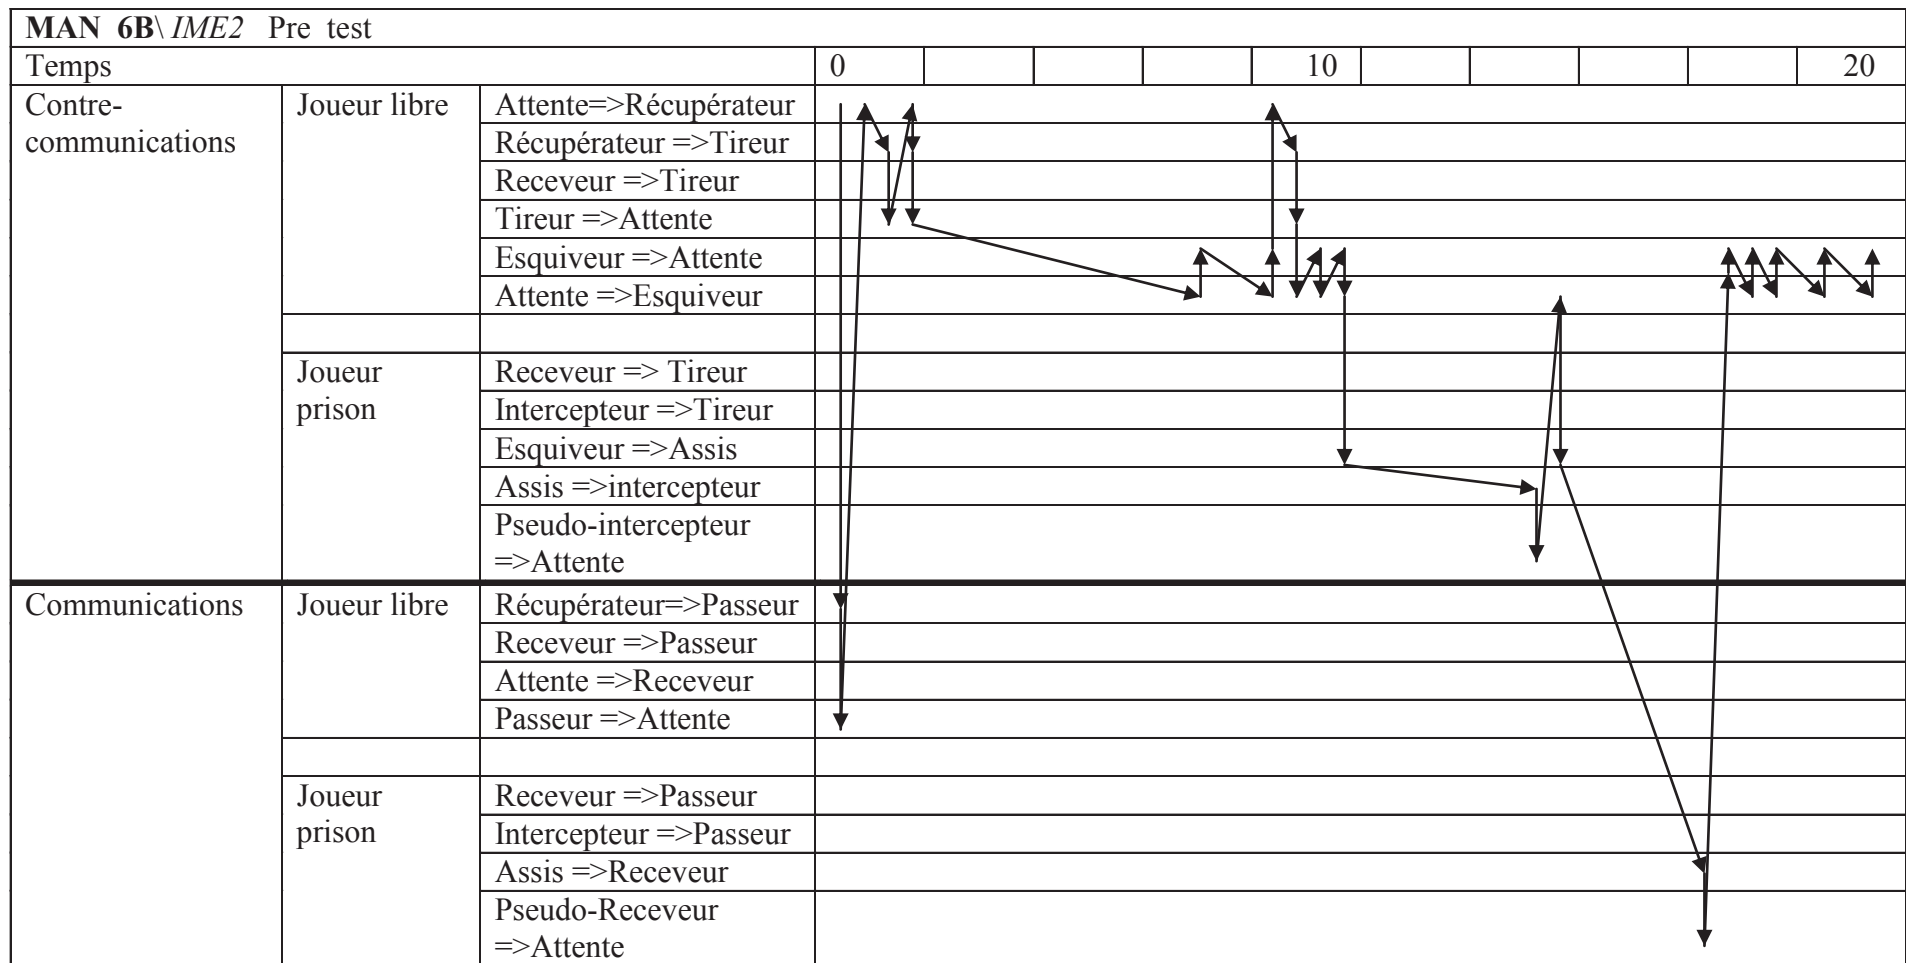 MAN 6B\ IME2 Pre test
Temps 0 10 20
Contre-
communications
Joueur libre
Attente=>Récupérateur
Récupérateur =>Tireur
Receveur =>Tireur
Tireur =>Attente
Esquiveur =>Attente
Attente =>Esquiveur
Joueur
prison
Receveur => Tireur
Intercepteur =>Tireur
Esquiveur =>Assis
Assis =>intercepteur
Pseudo-intercepteur
=>Attente
Communications
Joueur libre
Récupérateur=>Passeur
Receveur =>Passeur
Attente =>Receveur
Passeur =>Attente
Joueur
prison
Receveur =>Passeur
Intercepteur =>Passeur
Assis =>Receveur
Pseudo-Receveur
=>Attente